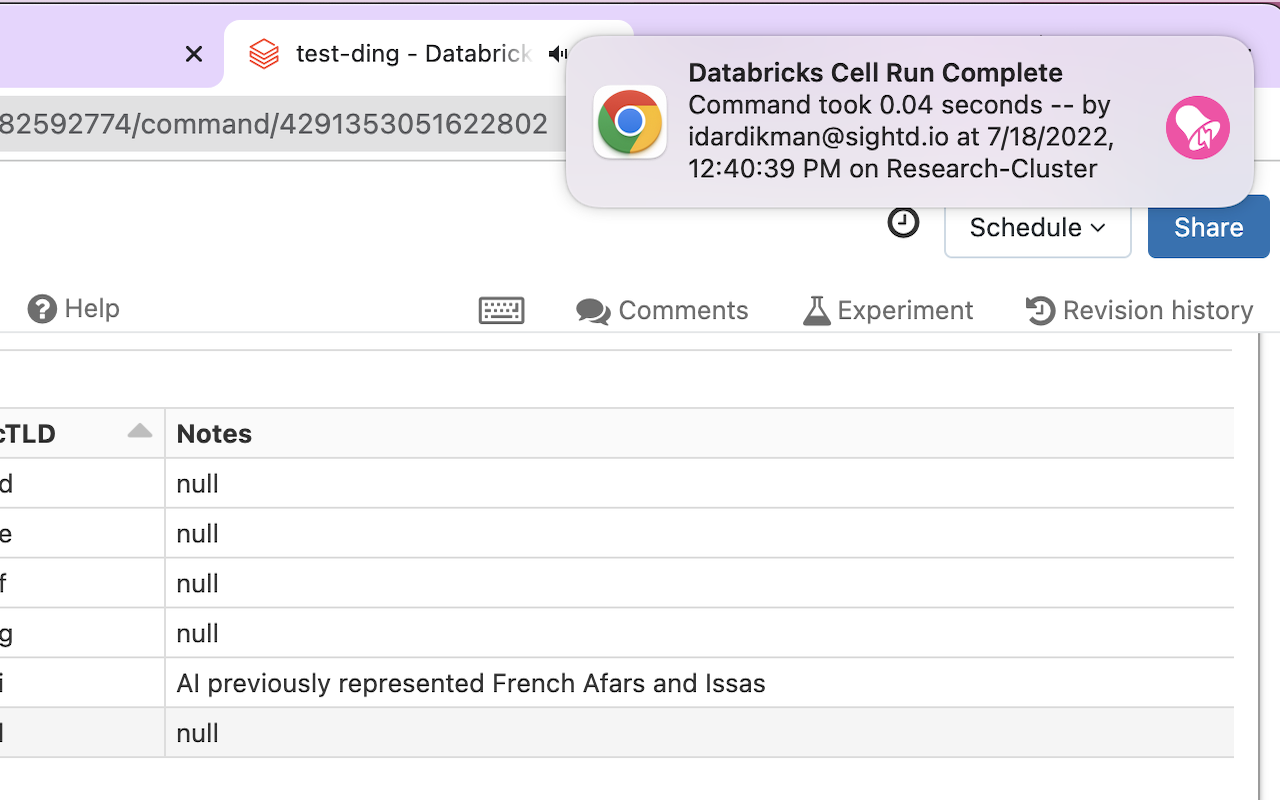 test-ding - Databrick
Databricks Cell Run Complete
Command took 0.04 seconds -- by
idardikman@sightd.io at 7/18/2022,
12:40:39 PM on Research-Cluster
82592774/command/4291353051622802
Schedule
Share
Help
Comments
Experiment
Revision history
cTLD Notes
d null
e null
f null
g null
i AI previously represented French Afars and Issas
l null